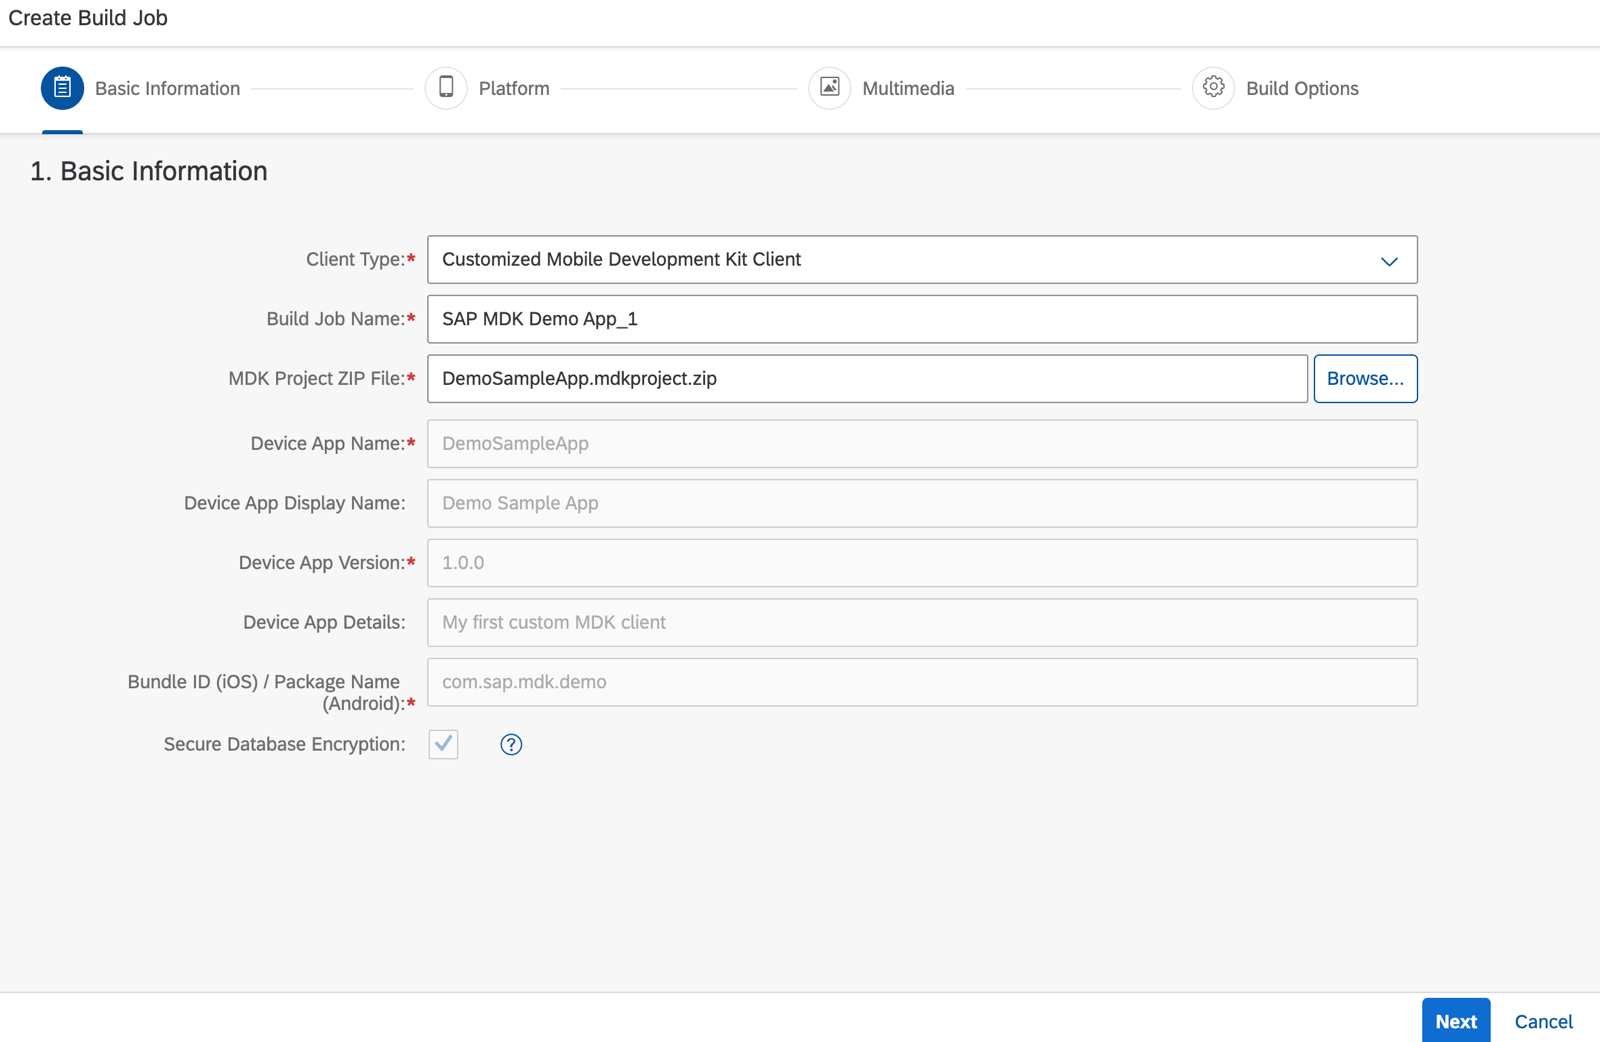 Create Build Job
Basic Information
Platform
Multimedia
Build Options
1. Basic Information
Client Type:* Customized Mobile Development Kit Client
Build Job Name:* SAP MDK Demo App_1
MDK Project ZIP File:* DemoSampleApp.mdkproject.zip Browse...
Device App Name:* DemoSampleApp
Device App Display Name: Demo Sample App
Device App Version:* 1.0.0
Device App Details: My first custom MDK client
Bundle ID (iOS) / Package Name
(Android):* com.sap.mdk.demo
Secure Database Encryption: ?
Next Cancel